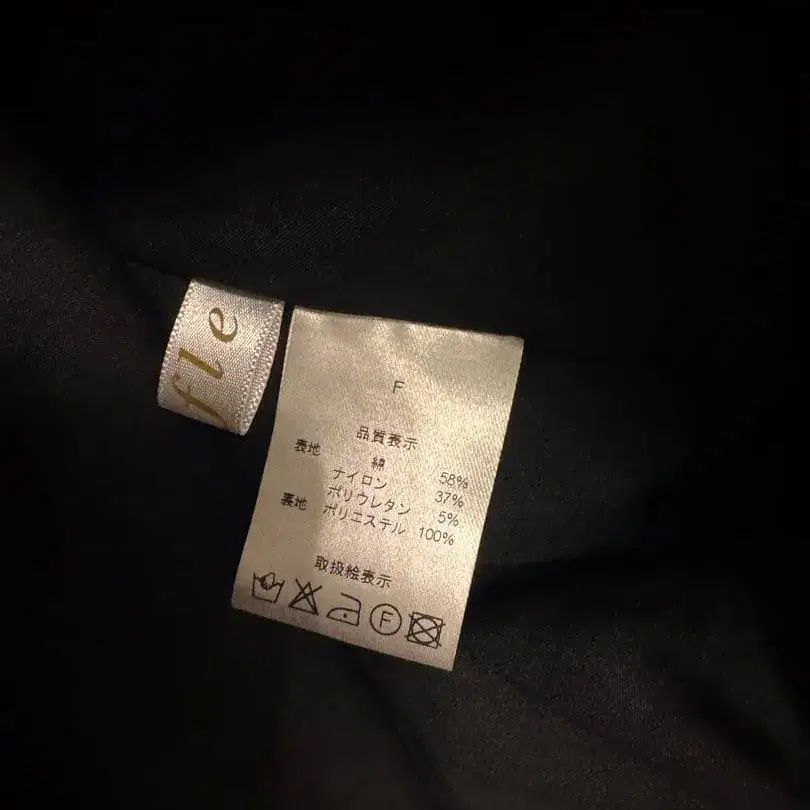 fle
F
品質表示
表地 綿 58%
ナイロン 37%
ポリウレタン 5%
裏地 ポリエステル 100%
取扱絵表示
F